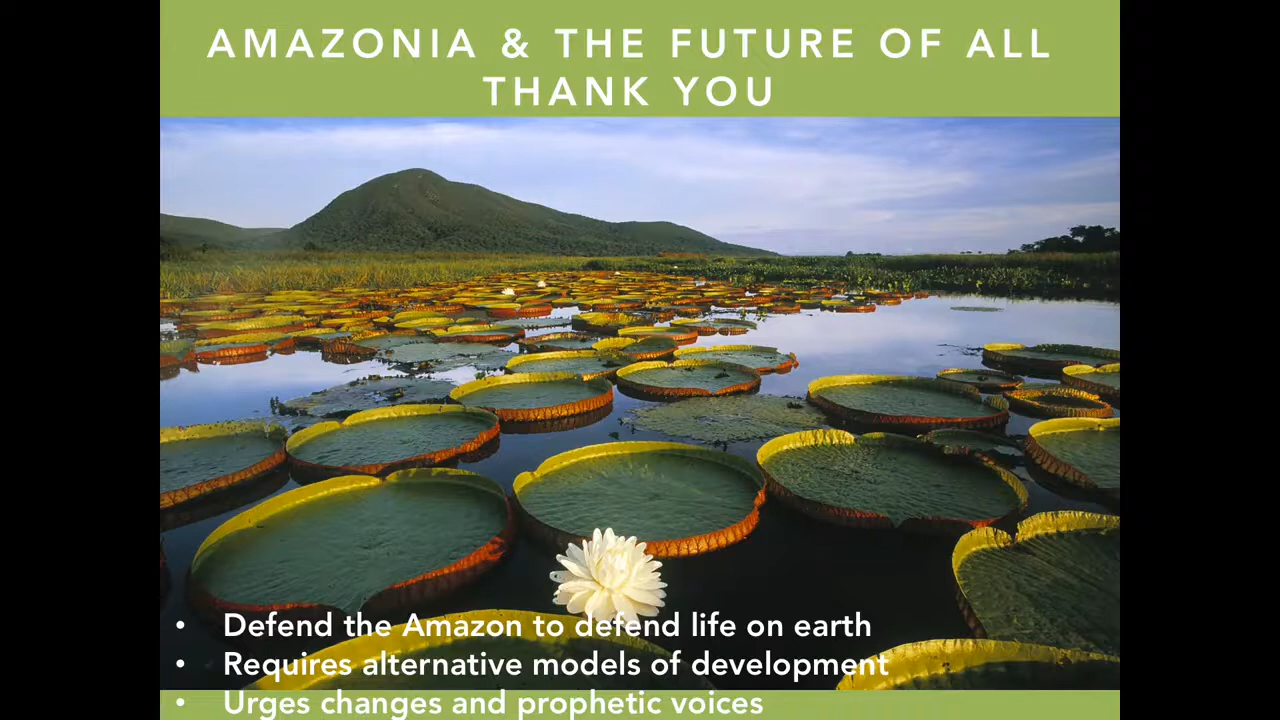 AMAZONIA & THE FUTURE OF ALL
THANK YOU
• Defend the Amazon to defend life on earth
• Requires alternative models of development
• Urges changes and prophetic voices